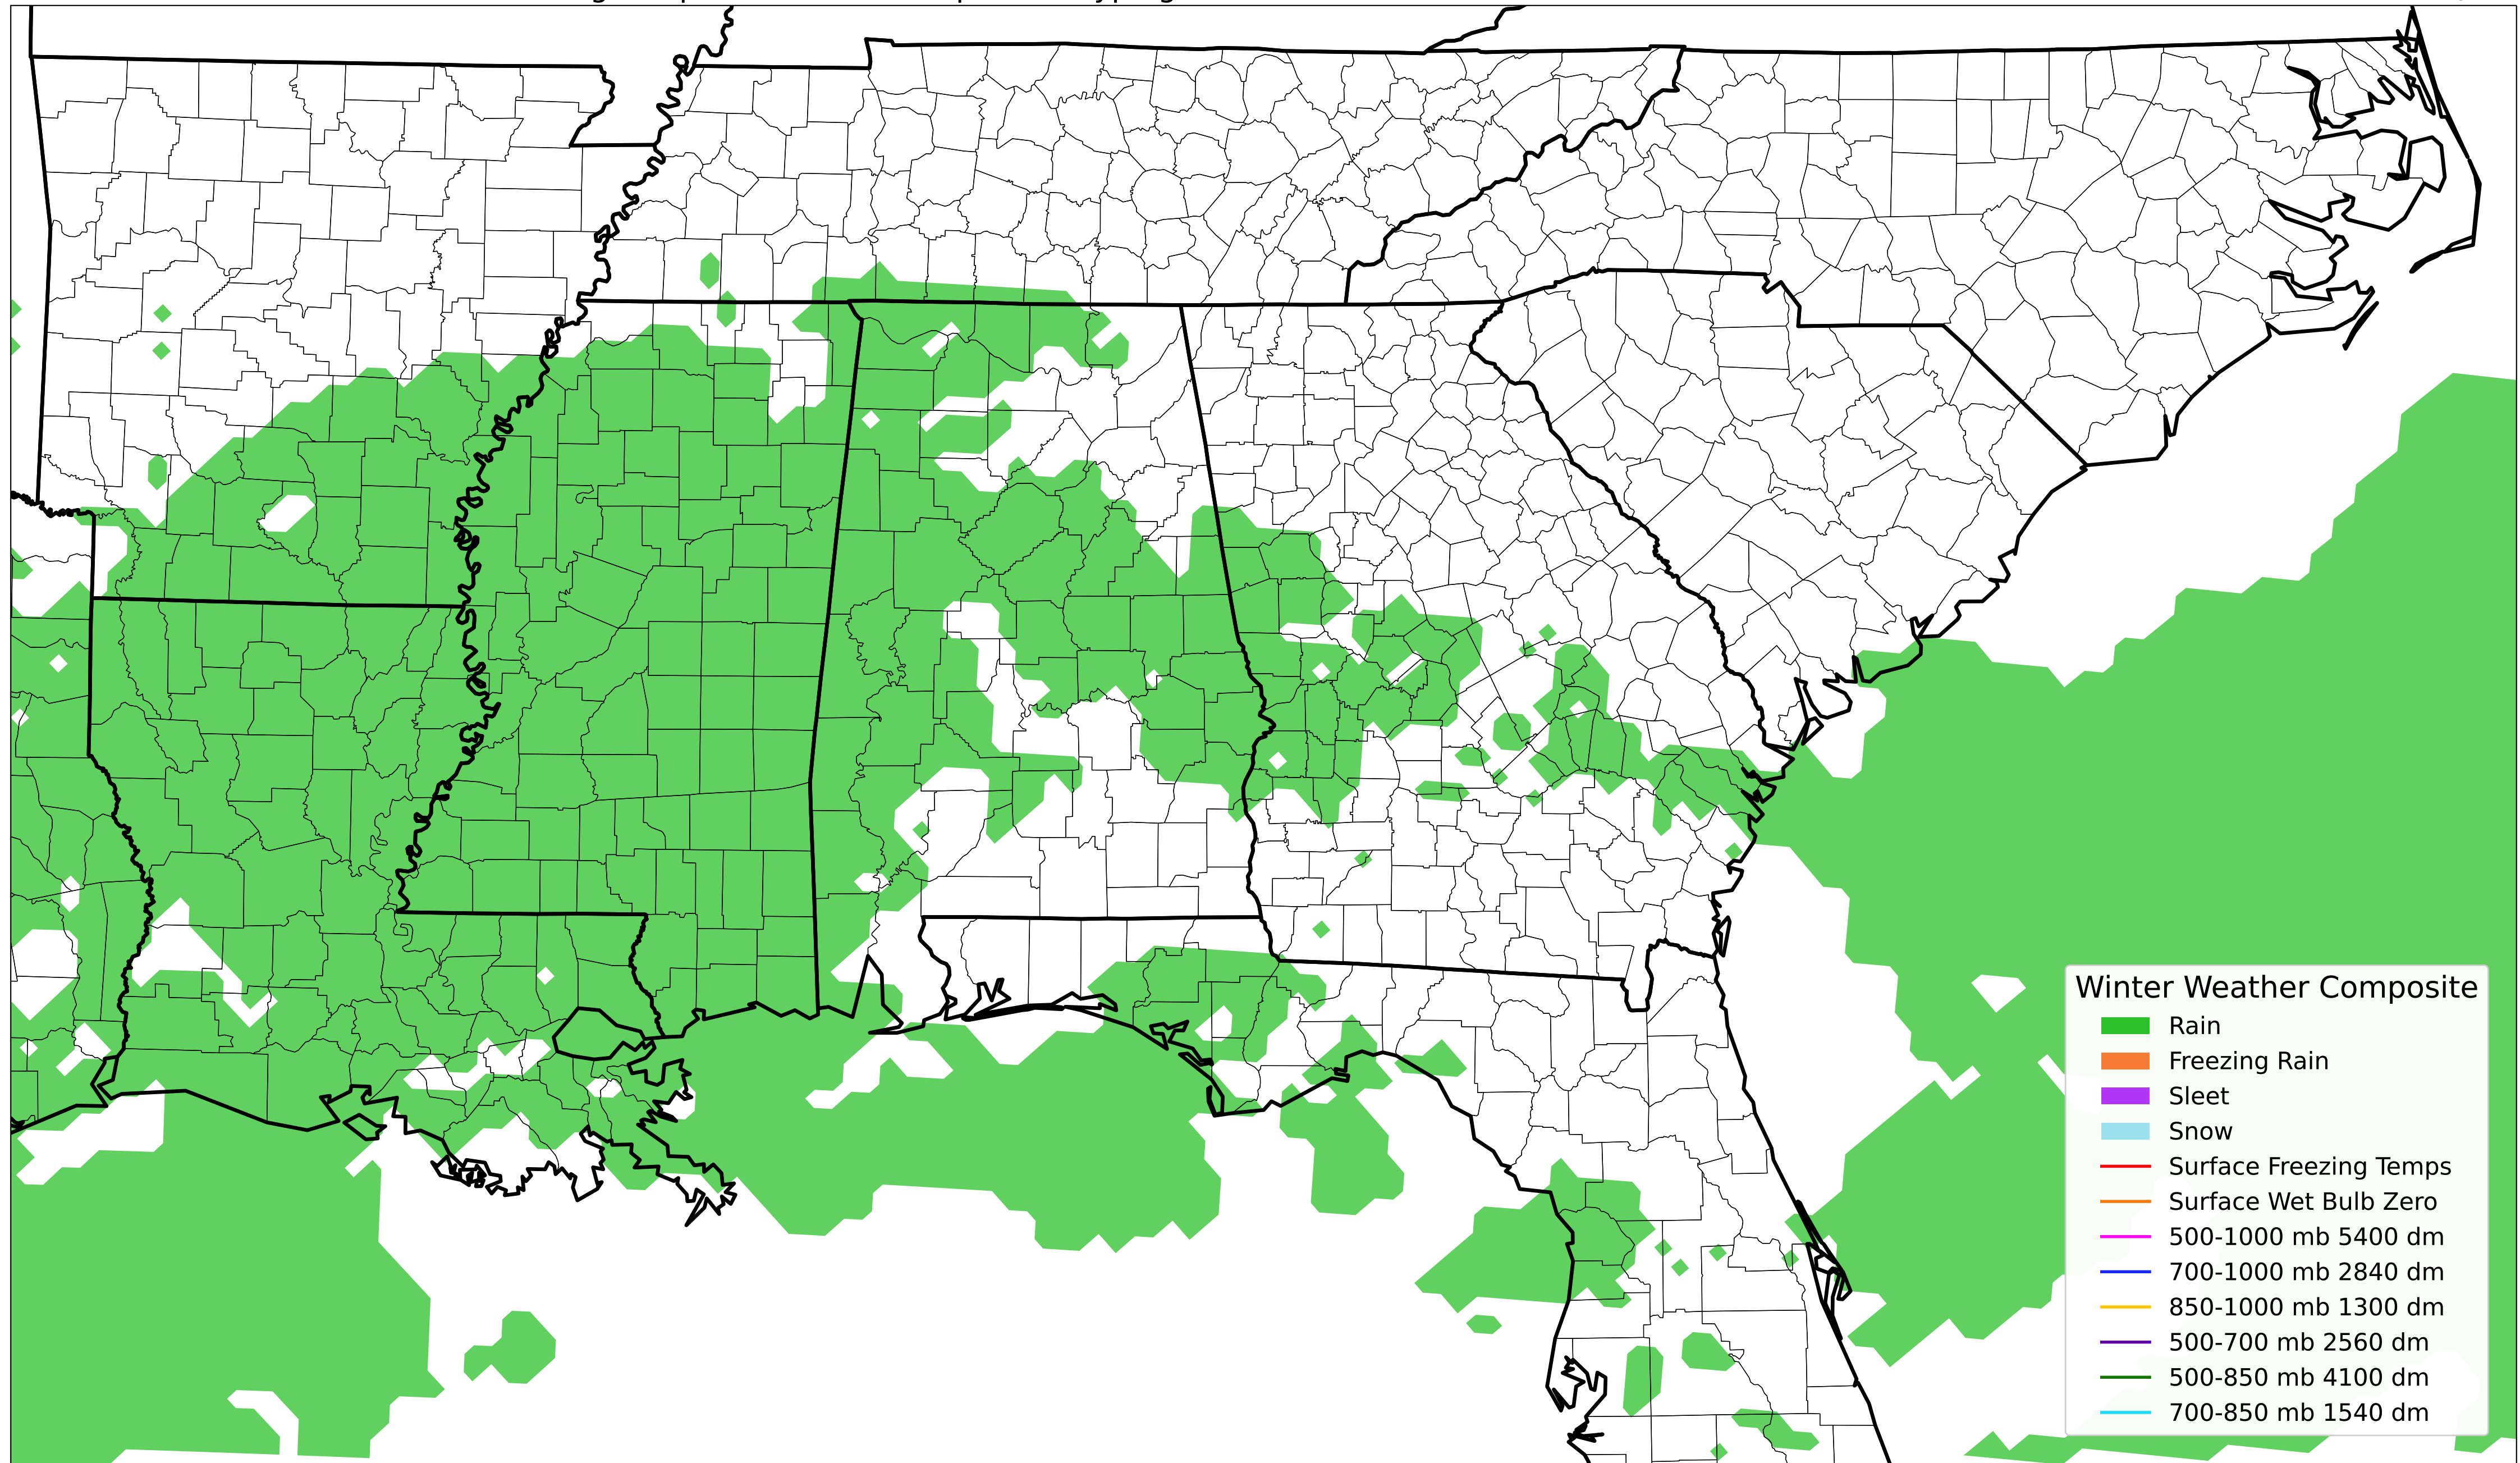 Winter Weather Composite
Rain
Freezing Rain
Sleet
Snow
Surface Freezing Temps
Surface Wet Bulb Zero
500-1000 mb 5400 dm
700-1000 mb 2840 dm
850-1000 mb 1300 dm
500-700 mb 2560 dm
500-850 mb 4100 dm
700-850 mb 1540 dm